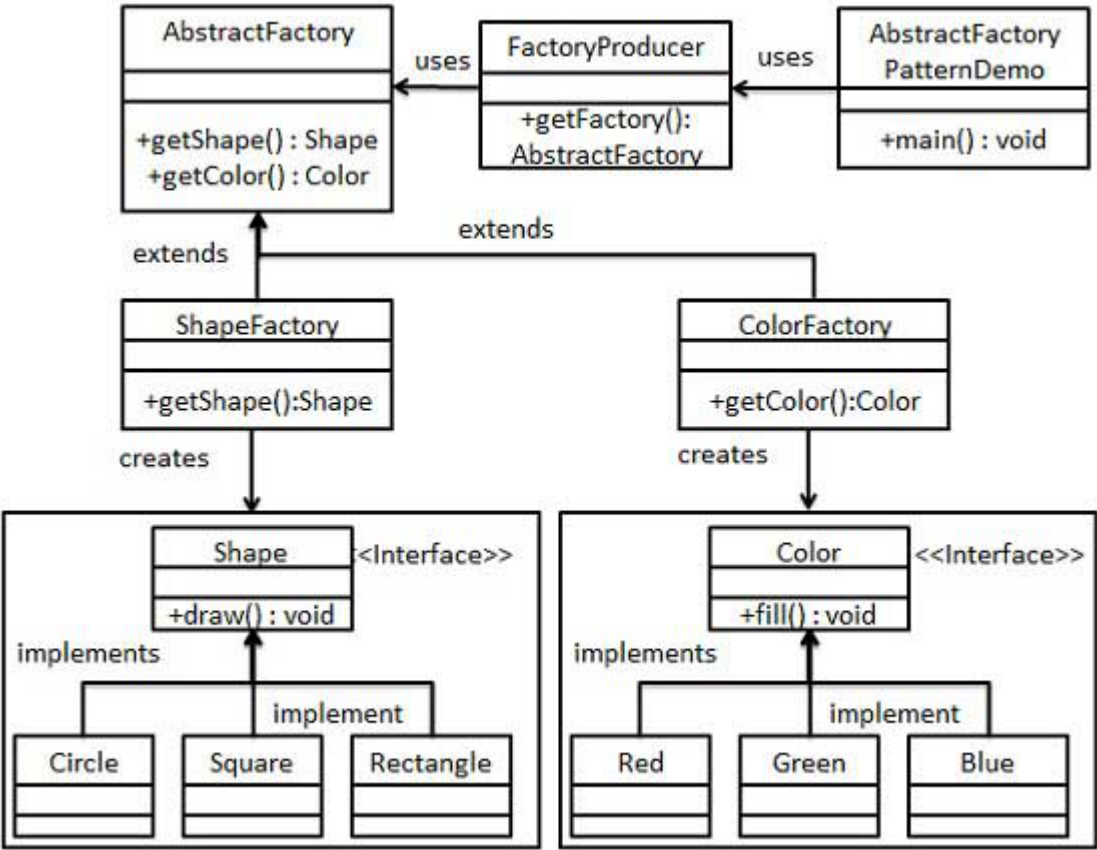 AbstractFactory
+getShape() : Shape
+getColor() : Color
uses
FactoryProducer
+getFactory():
AbstractFactory
uses
AbstractFactory
PatternDemo
+main() : void
extends
extends
ShapeFactory
+getShape():Shape
ColorFactory
+getColor():Color
creates
creates
Shape
<<Interface>>
+draw() : void
implements
implement
Circle
Square
Rectangle
Color
<<Interface>>
+fill() : void
implements
implement
Red
Green
Blue